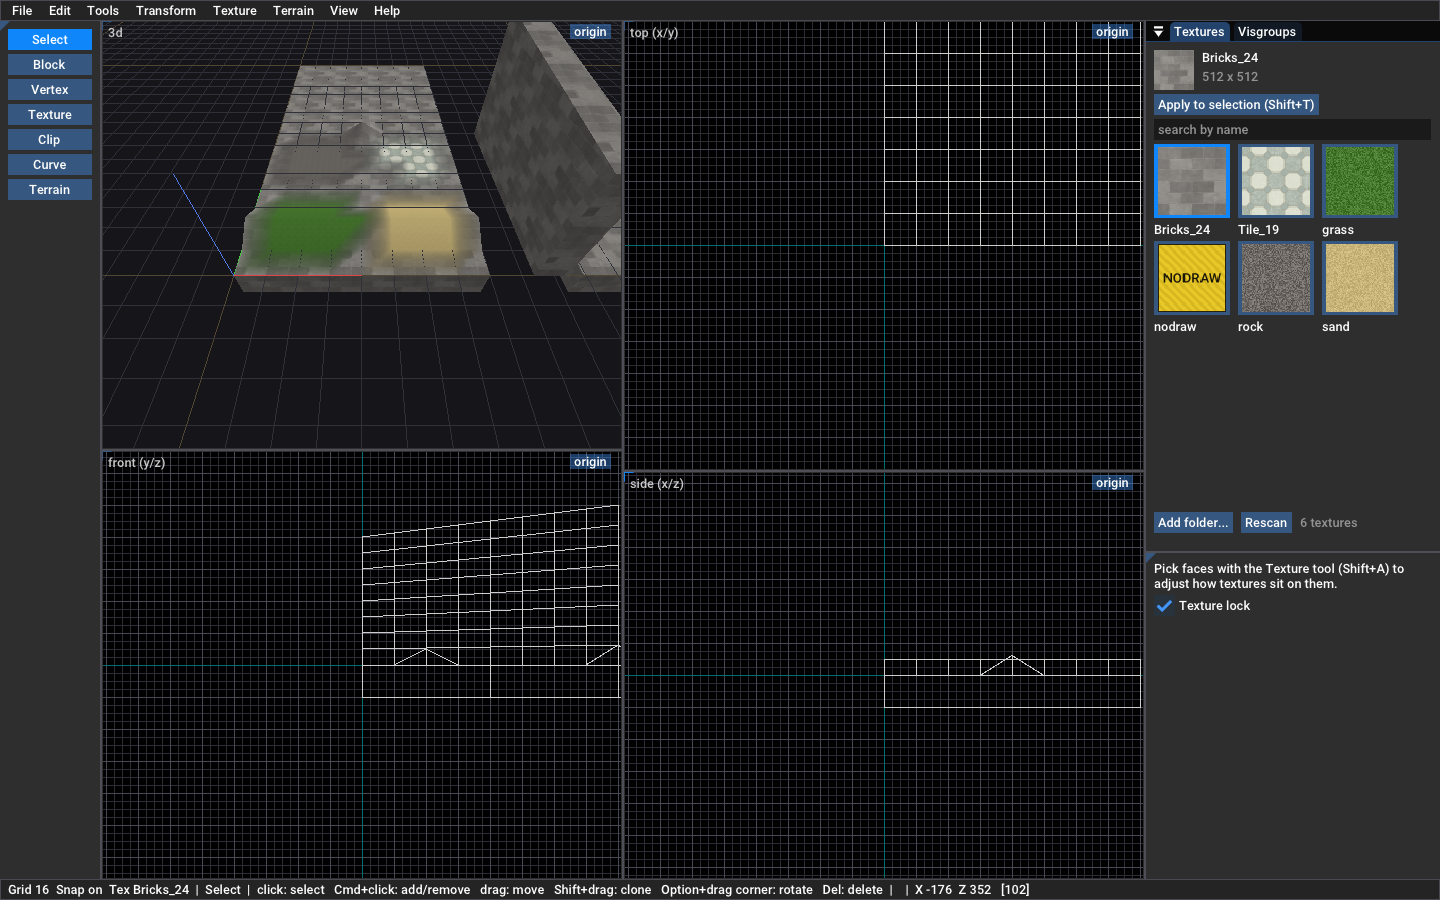 File Edit Tools Transform Texture Terrain View Help
Select
Block
Vertex
Texture
Clip
Curve
Terrain
3d origin
top (x/y) origin
front (y/z) origin
side (x/z) origin
Textures Visgroups
Bricks_24
512 x 512
Apply to selection (Shift+T)
search by name
Bricks_24 Tile_19 grass
NODRAW
nodraw rock sand
Add folder... Rescan 6 textures
Pick faces with the Texture tool (Shift+A) to
adjust how textures sit on them.
Texture lock
Grid 16 Snap on Tex Bricks_24 | Select | click: select Cmd+click: add/remove drag: move Shift+drag: clone Option+drag corner: rotate Del: delete | | X -176 Z 352 [102]